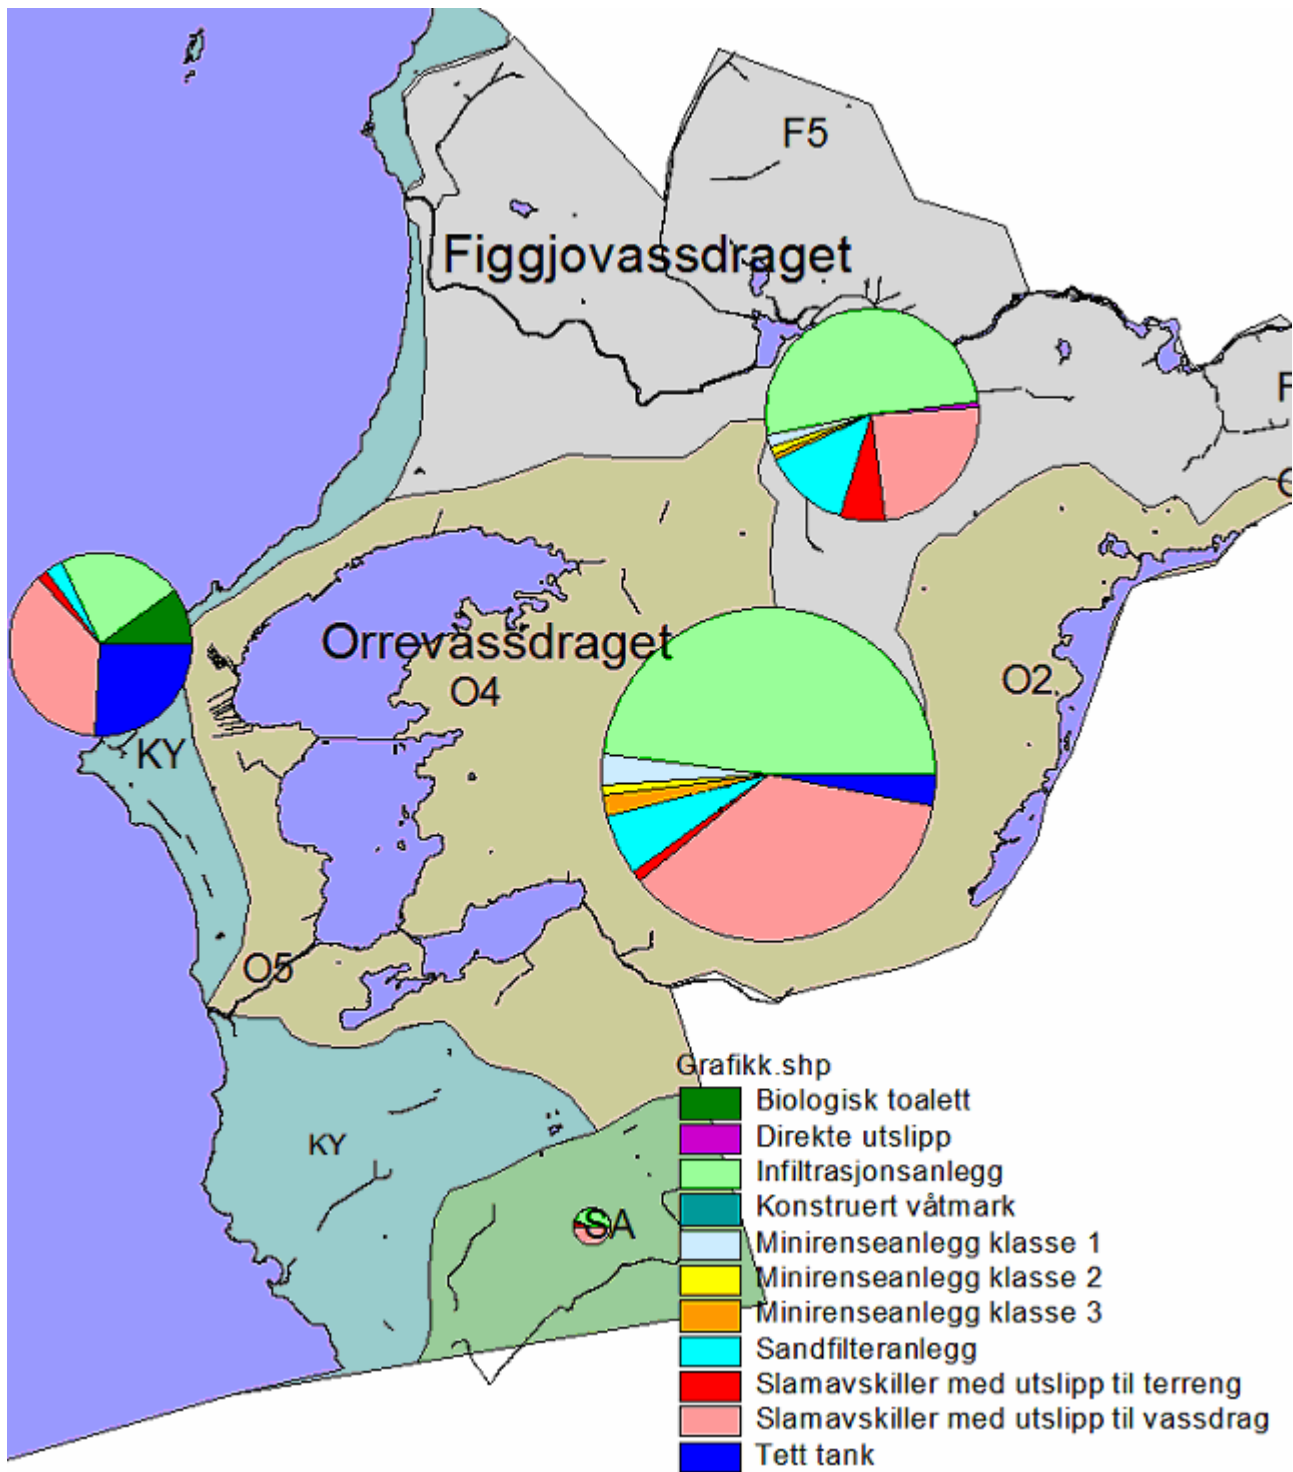 F5
Figgjovassdraget
F
Orrevassdraget
O4
O2
KY
O5
KY
SA
Grafikk.shp
Biologisk toalett
Direkte utslipp
Infiltrasjonsanlegg
Konstruert våtmark
Minirenseanlegg klasse 1
Minirenseanlegg klasse 2
Minirenseanlegg klasse 3
Sandfilteranlegg
Slamavskiller med utslipp til terreng
Slamavskiller med utslipp til vassdrag
Tett tank